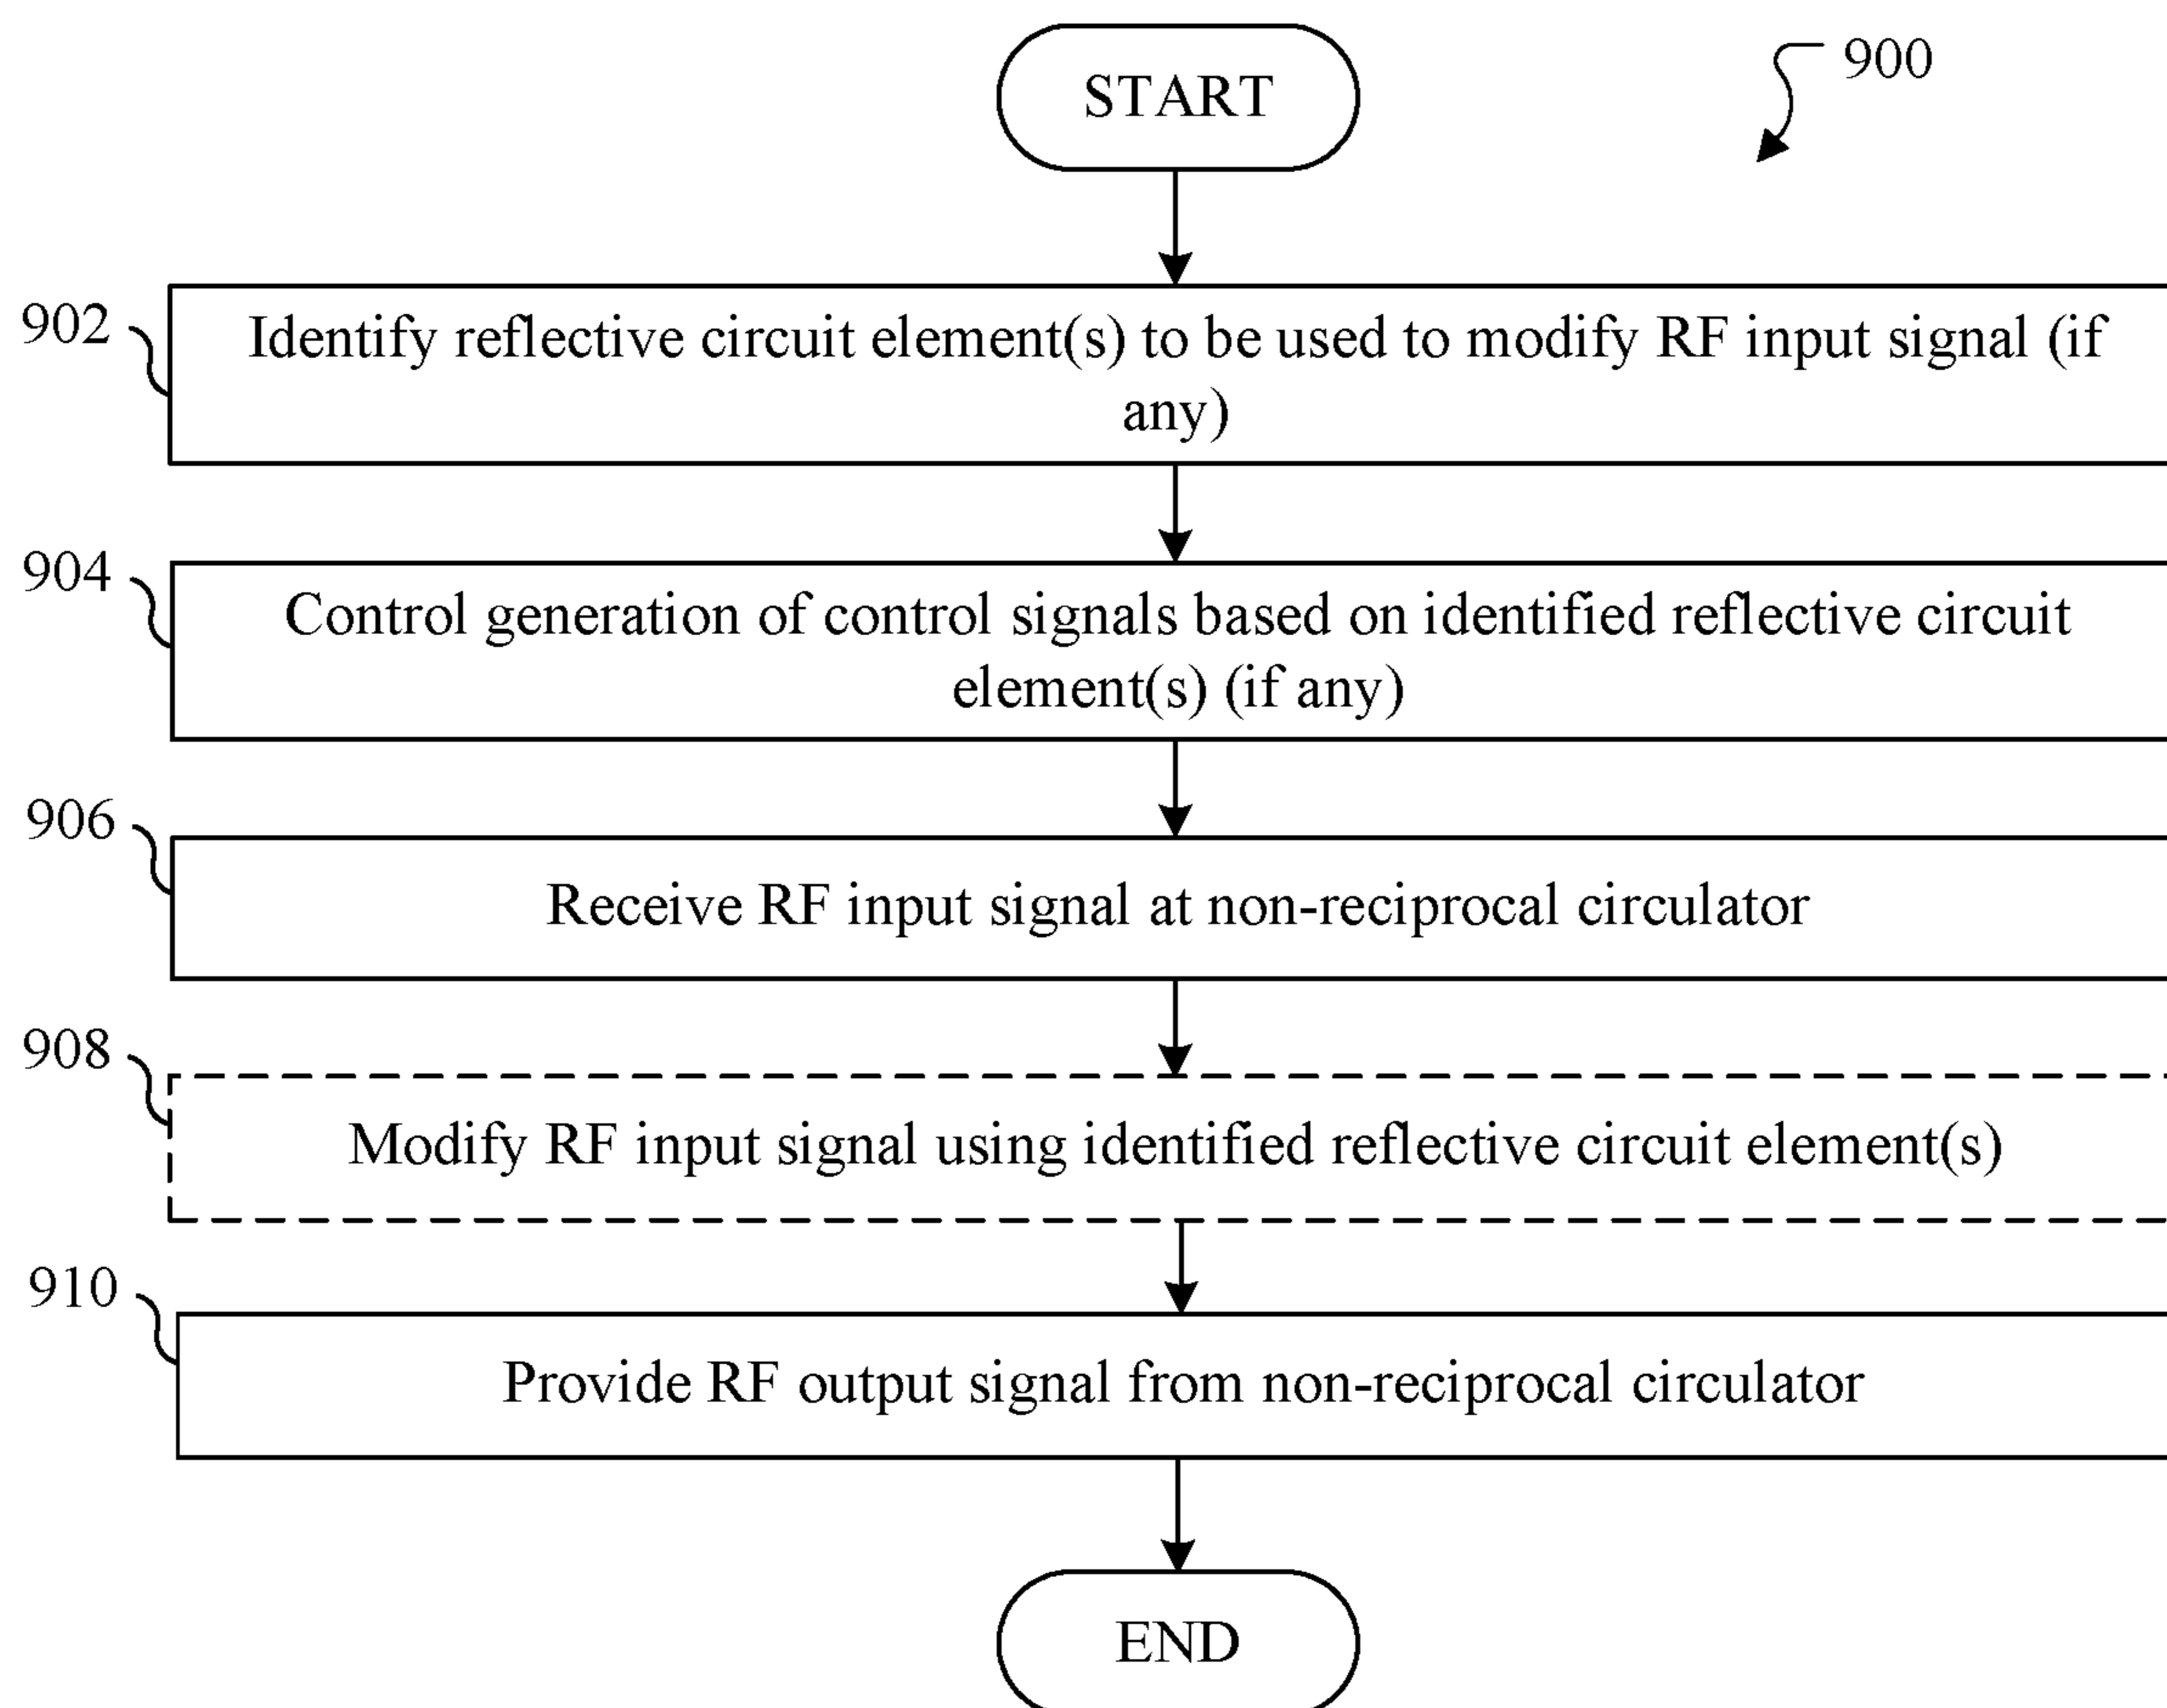 START
900
902
Identify reflective circuit element(s) to be used to modify RF input signal (if
any)
904
Control generation of control signals based on identified reflective circuit
element(s) (if any)
906
Receive RF input signal at non-reciprocal circulator
908
Modify RF input signal using identified reflective circuit element(s)
910
Provide RF output signal from non-reciprocal circulator
END